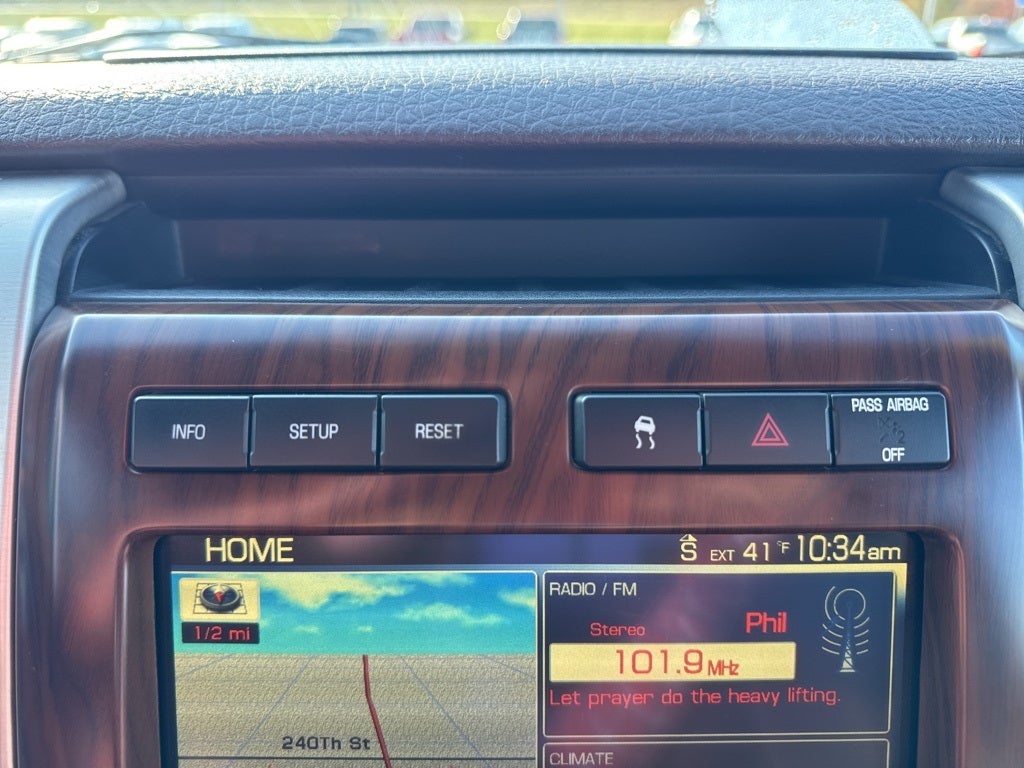 INFO SETUP RESET
PASS AIRBAG
OFF
HOME S EXT 41°F 10:34am
1/2 mi
240Th St
RADIO / FM
Stereo Phil
101.9 MHz
Let prayer do the heavy lifting.
CLIMATE